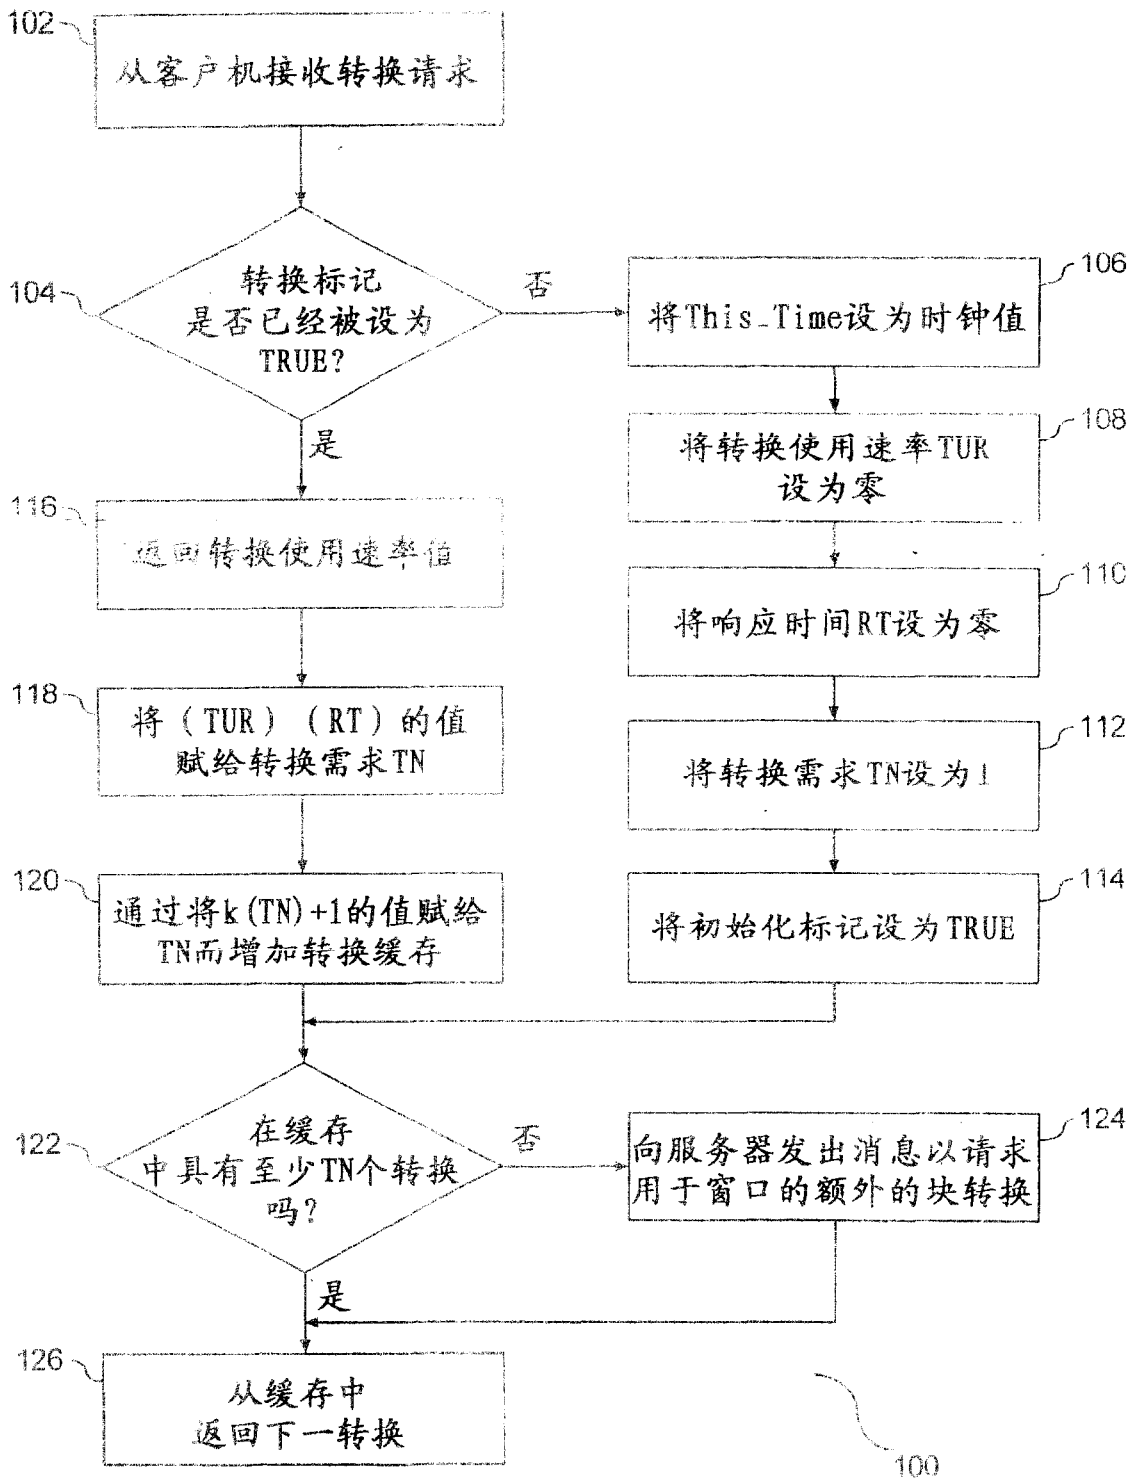 102
从客户机接收转换请求
104
转换标记
是否已经被设为
TRUE?
否
是
106
将This_Time设为时钟值
108
将转换使用速率TUR
设为零
110
将响应时间RT设为零
112
将转换需求TN设为1
114
将初始化标记设为TRUE
116
返回转换使用速率值
118
将（TUR）（RT）的值
赋给转换需求TN
120
通过将k(TN)+1的值赋给
TN而增加转换缓存
122
在缓存
中具有至少TN个转换
吗?
否
是
124
向服务器发出消息以请求
用于窗口的额外的块转换
126
从缓存中
返回下一转换
100